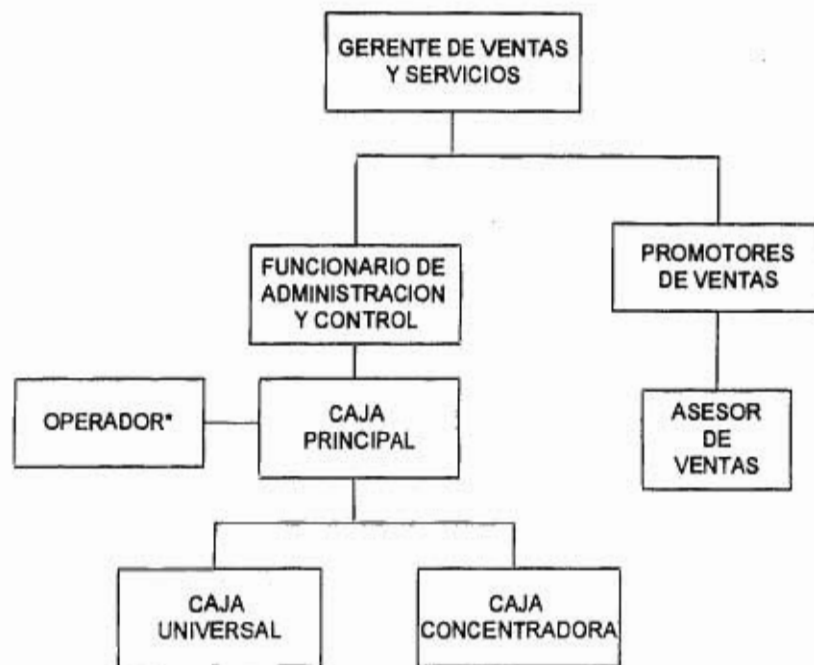 GERENTE DE VENTAS
Y SERVICIOS
FUNCIONARIO DE
ADMINISTRACION
Y CONTROL
PROMOTORES
DE VENTAS
OPERADOR*
CAJA
PRINCIPAL
ASESOR
DE
VENTAS
CAJA
UNIVERSAL
CAJA
CONCENTRADORA